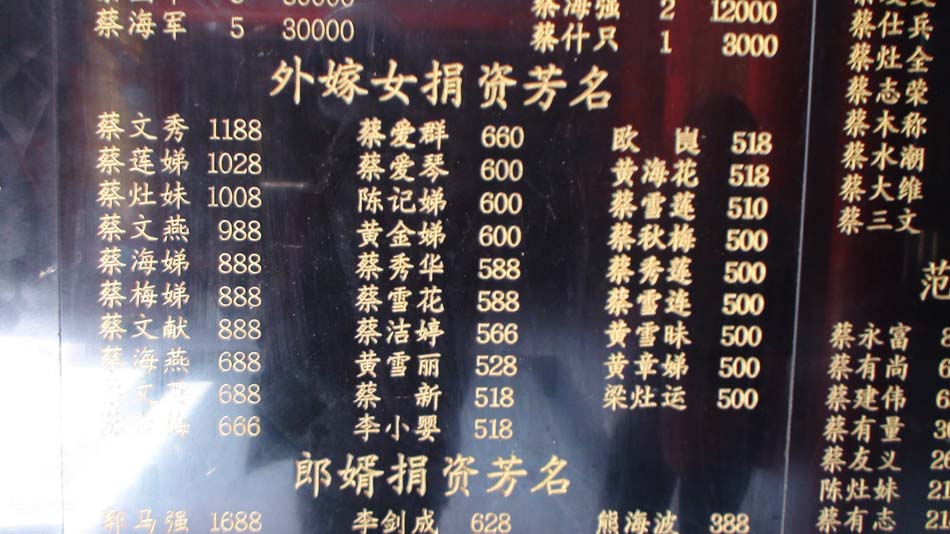 蔡海强 2 12000
蔡海军 5 30000
蔡什只 1 3000
外嫁女捐资芳名
蔡文秀 1188 蔡爱群 660 欧 崀 518
蔡莲娣 1028 蔡爱琴 600 黄海花 518
蔡灶妹 1008 陈记娣 600 蔡雪莲 510
蔡文燕 988 黄金娣 600 蔡秋梅 500
蔡海娣 888 蔡秀华 588 蔡秀莲 500
蔡梅娣 888 蔡雪花 588 蔡雪连 500
蔡文献 888 蔡洁婷 566 黄雪昧 500
蔡海燕 688 黄雪丽 528 黄章娣 500
688 蔡 新 518 梁灶运 500
梅 666 李小婴 518
郎婿捐资芳名
郭马强 1688 李剑成 628 熊海波 388
仕兵
灶全
蔡志荣
蔡木称
蔡水潮
蔡大维
蔡三文
范
蔡永富
蔡有尚
蔡建伟
蔡有量
蔡友义
陈灶妹
蔡有志